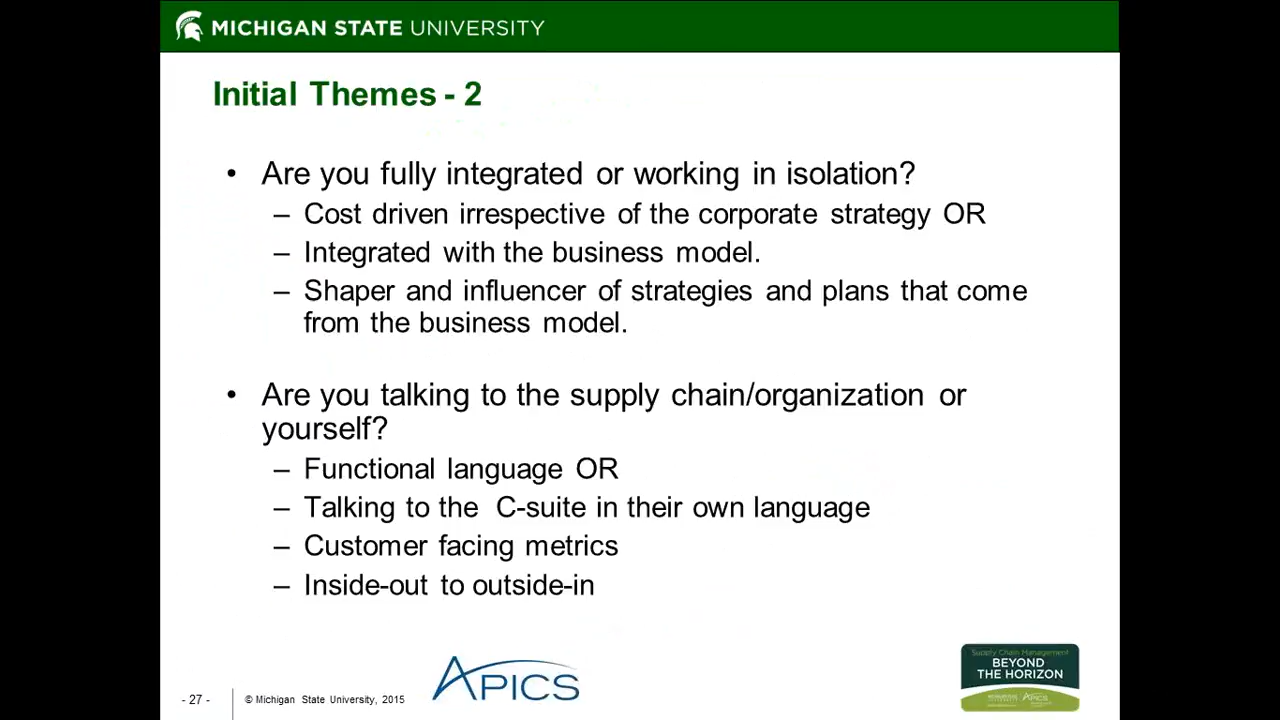 MICHIGAN STATE UNIVERSITY
Initial Themes - 2
• Are you fully integrated or working in isolation?
– Cost driven irrespective of the corporate strategy OR
– Integrated with the business model.
– Shaper and influencer of strategies and plans that come
from the business model.
• Are you talking to the supply chain/organization or
yourself?
– Functional language OR
– Talking to the C-suite in their own language
– Customer facing metrics
– Inside-out to outside-in
- 27 -
© Michigan State University, 2015
APICS
Supply Chain Management
BEYOND
THE HORIZON
APICS